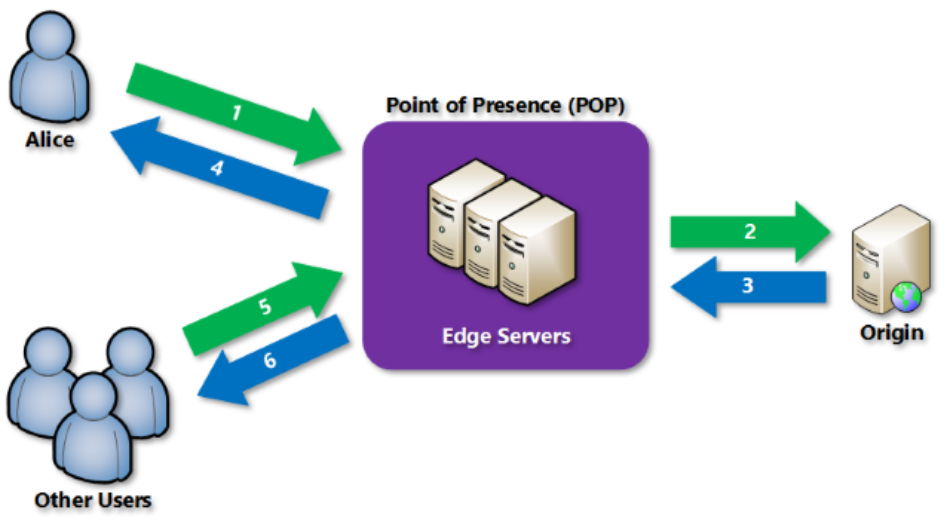 1
Point of Presence (POP)
Alice
4
2
3
5
Edge Servers
Origin
6
Other Users